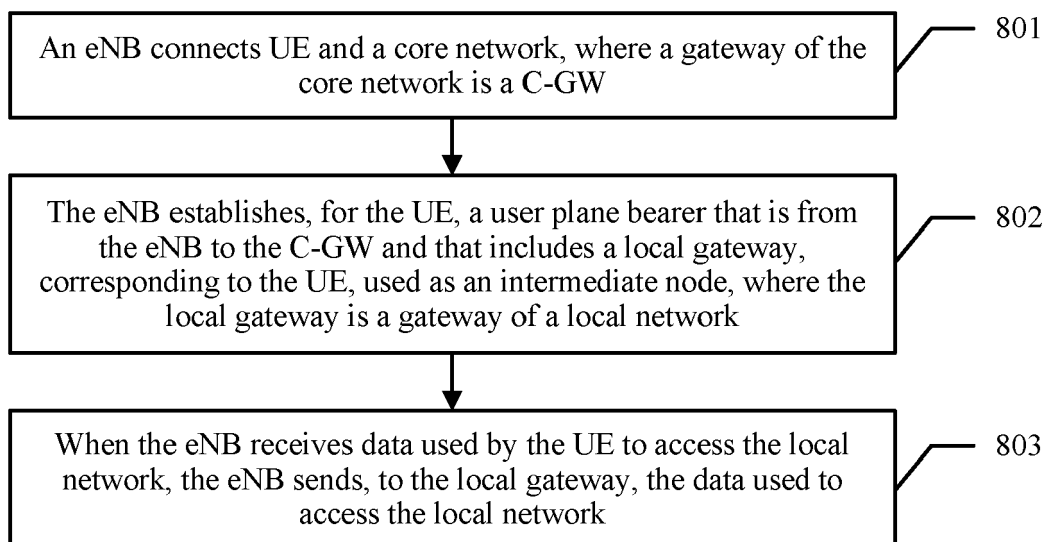 An eNB connects UE and a core network, where a gateway of the
core network is a C-GW
801
The eNB establishes, for the UE, a user plane bearer that is from
the eNB to the C-GW and that includes a local gateway,
corresponding to the UE, used as an intermediate node, where the
local gateway is a gateway of a local network
802
When the eNB receives data used by the UE to access the local
network, the eNB sends, to the local gateway, the data used to
access the local network
803